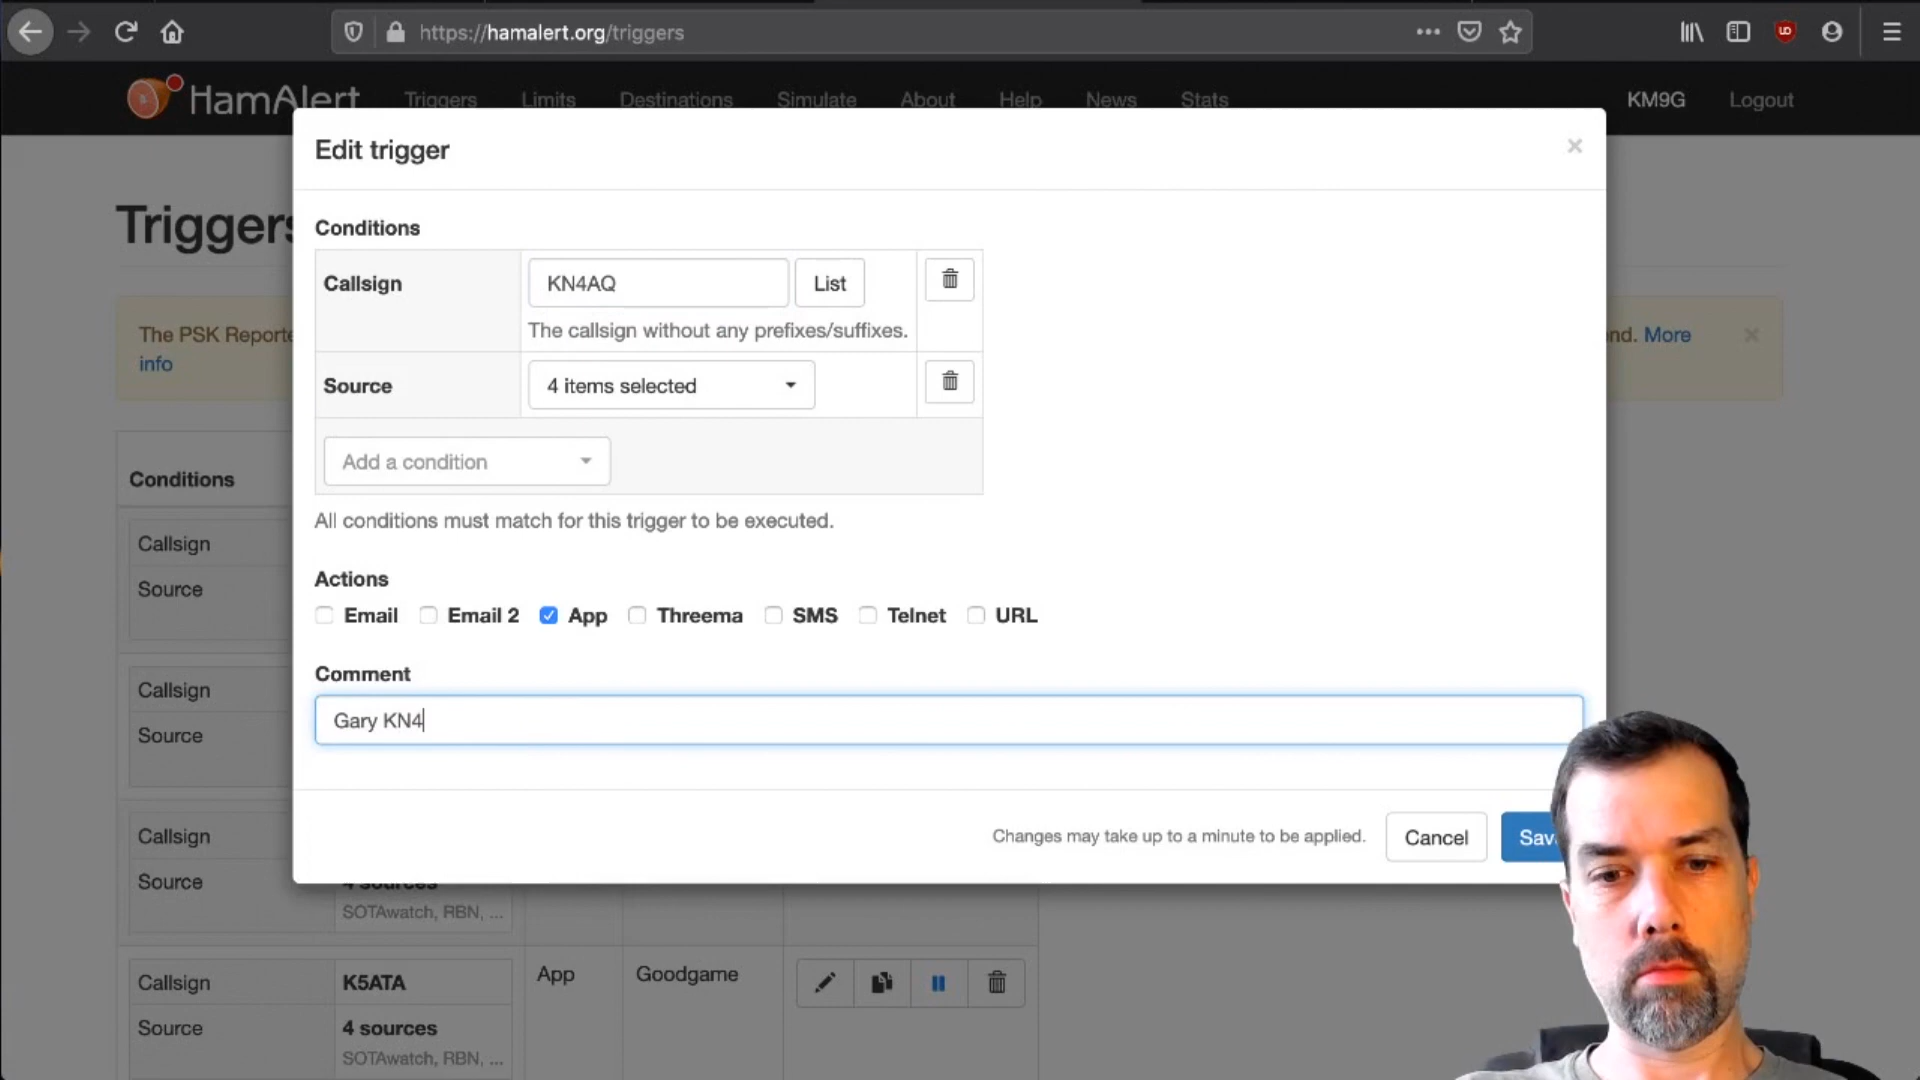 https://hamalert.org/triggers
HamAlert Triggers Limits Destinations Simulate About Help News Stats KM9G Logout
Edit trigger ×
Triggers
Conditions
Callsign KN4AQ List
The callsign without any prefixes/suffixes.
The PSK Reporte
nd. More
info
Source 4 items selected
Add a condition
Conditions
All conditions must match for this trigger to be executed.
Callsign
Actions
Source
Email Email 2 App Threema SMS Telnet URL
Comment
Callsign
Gary KN4
Source
Callsign
Changes may take up to a minute to be applied. Cancel Sav
Source 4 sources
SOTAwatch, RBN, ...
Callsign K5ATA App Goodgame
Source 4 sources
SOTAwatch, RBN, ...